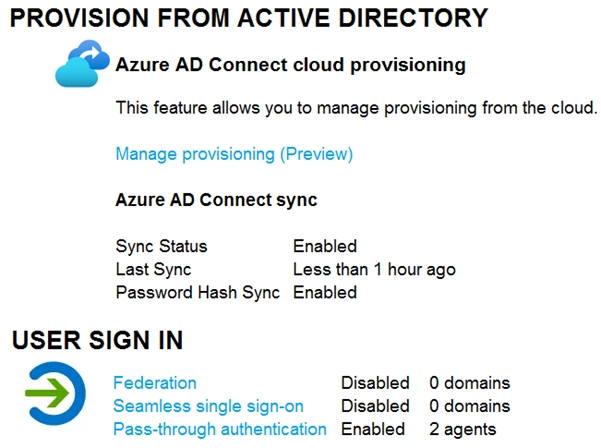 PROVISION FROM ACTIVE DIRECTORY
Azure AD Connect cloud provisioning
This feature allows you to manage provisioning from the cloud.
Manage provisioning (Preview)
Azure AD Connect sync
Sync Status Enabled
Last Sync Less than 1 hour ago
Password Hash Sync Enabled
USER SIGN IN
Federation Disabled 0 domains
Seamless single sign-on Disabled 0 domains
Pass-through authentication Enabled 2 agents